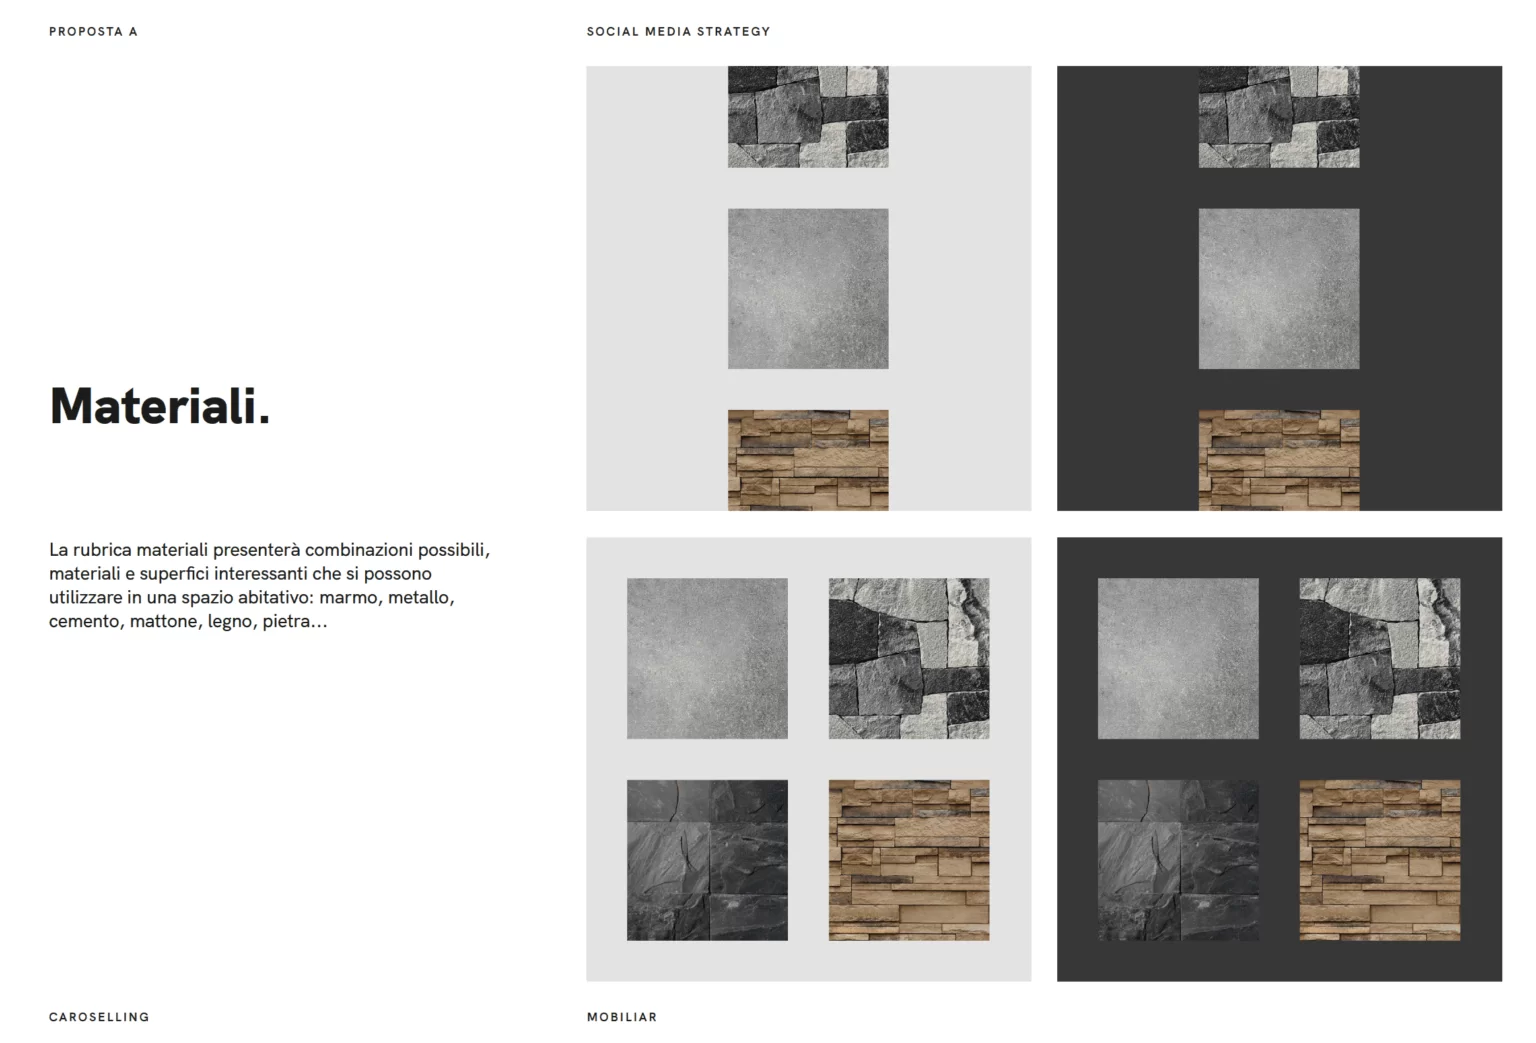 PROPOSTA A
SOCIAL MEDIA STRATEGY
Materiali.
La rubrica materiali presenterà combinazioni possibili,
materiali e superfici interessanti che si possono
utilizzare in una spazio abitativo: marmo, metallo,
cemento, mattone, legno, pietra...
CAROSELLING
MOBILIAR